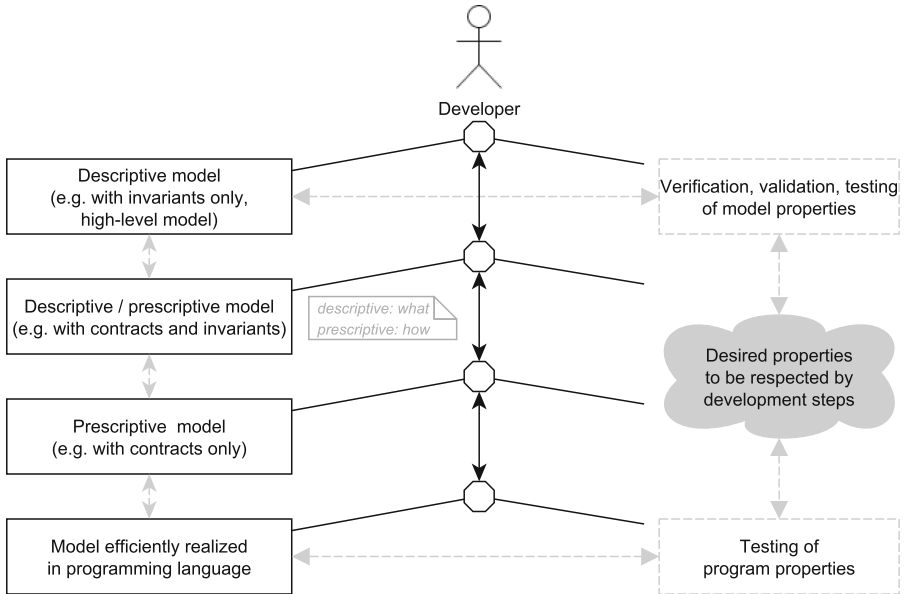 Developer
Descriptive model
(e.g. with invariants only,
high-level model)
Verification, validation, testing
of model properties
Descriptive / prescriptive model
(e.g. with contracts and invariants)
descriptive: what
prescriptive: how
Desired properties
to be respected by
development steps
Prescriptive model
(e.g. with contracts only)
Model efficiently realized
in programming language
Testing of
program properties